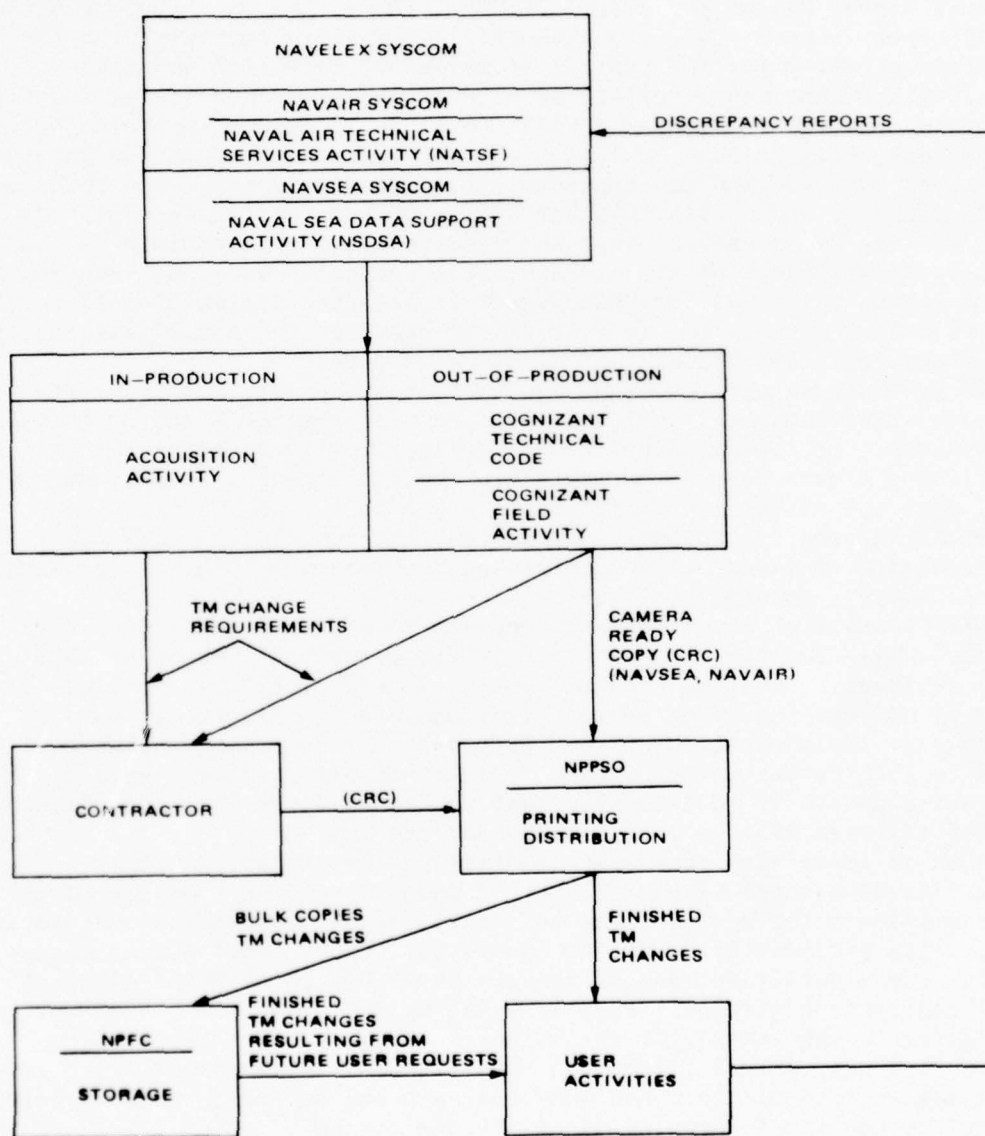 NAVELEX SYSCOM
NAVAIR SYSCOM
NAVAL AIR TECHNICAL
SERVICES ACTIVITY (NATSF)
NAVSEA SYSCOM
NAVAL SEA DATA SUPPORT
ACTIVITY (NSDSA)
DISCREPANCY REPORTS
IN-PRODUCTION
ACQUISITION
ACTIVITY
OUT-OF-PRODUCTION
COGNIZANT
TECHNICAL
CODE
COGNIZANT
FIELD
ACTIVITY
TM CHANGE
REQUIREMENTS
CAMERA
READY
COPY (CRC)
(NAVSEA, NAVAIR)
CONTRACTOR
(CRC)
NPPSO
PRINTING
DISTRIBUTION
BULK COPIES
TM CHANGES
FINISHED
TM
CHANGES
NPFC
STORAGE
FINISHED
TM CHANGES
RESULTING FROM
FUTURE USER REQUESTS
USER
ACTIVITIES